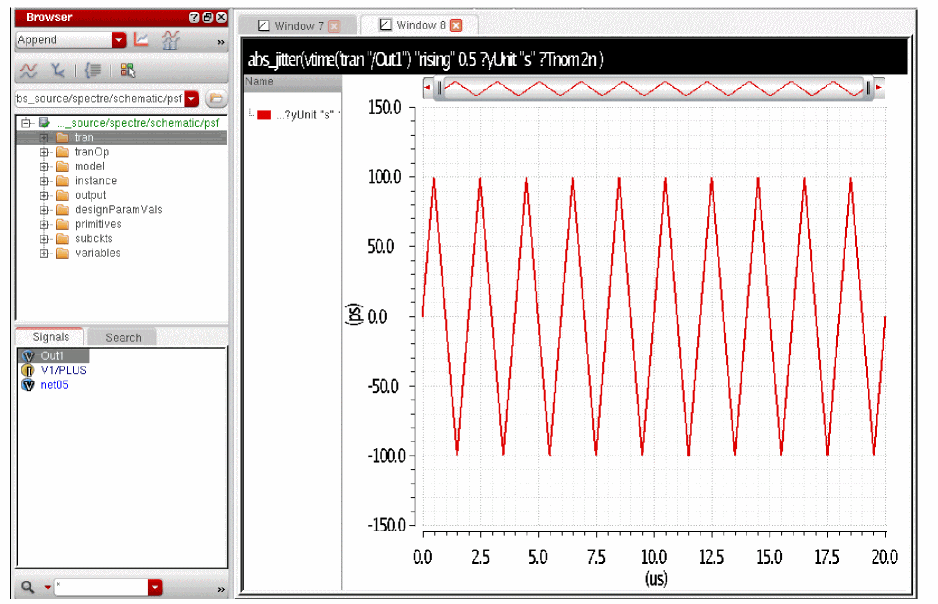 Browser
Append
»
bs_source/spectre/schematic/psf
..._source/spectre/schematic/psf
tran
tranOp
model
instance
output
designParamVals
primitives
subckts
variables
Signals
Search
Out1
V1/PLUS
net05
»
Window 7
Window 8
abs_jitter(vtime('tran "/Out1") "rising" 0.5 ?yUnit "s" ?Tnom 2n )
Name
...?yUnit "s"
150.0
100.0
50.0
0.0
-50.0
-100.0
-150.0
(ps)
0.0 2.5 5.0 7.5 10.0 12.5 15.0 17.5 20.0
(us)